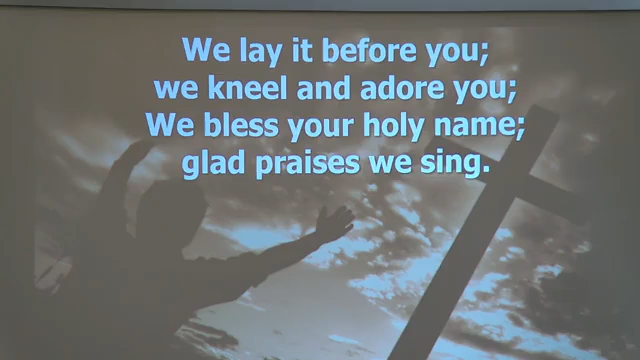 We lay it before you;
we kneel and adore you;
We bless your holy name;
glad praises we sing.